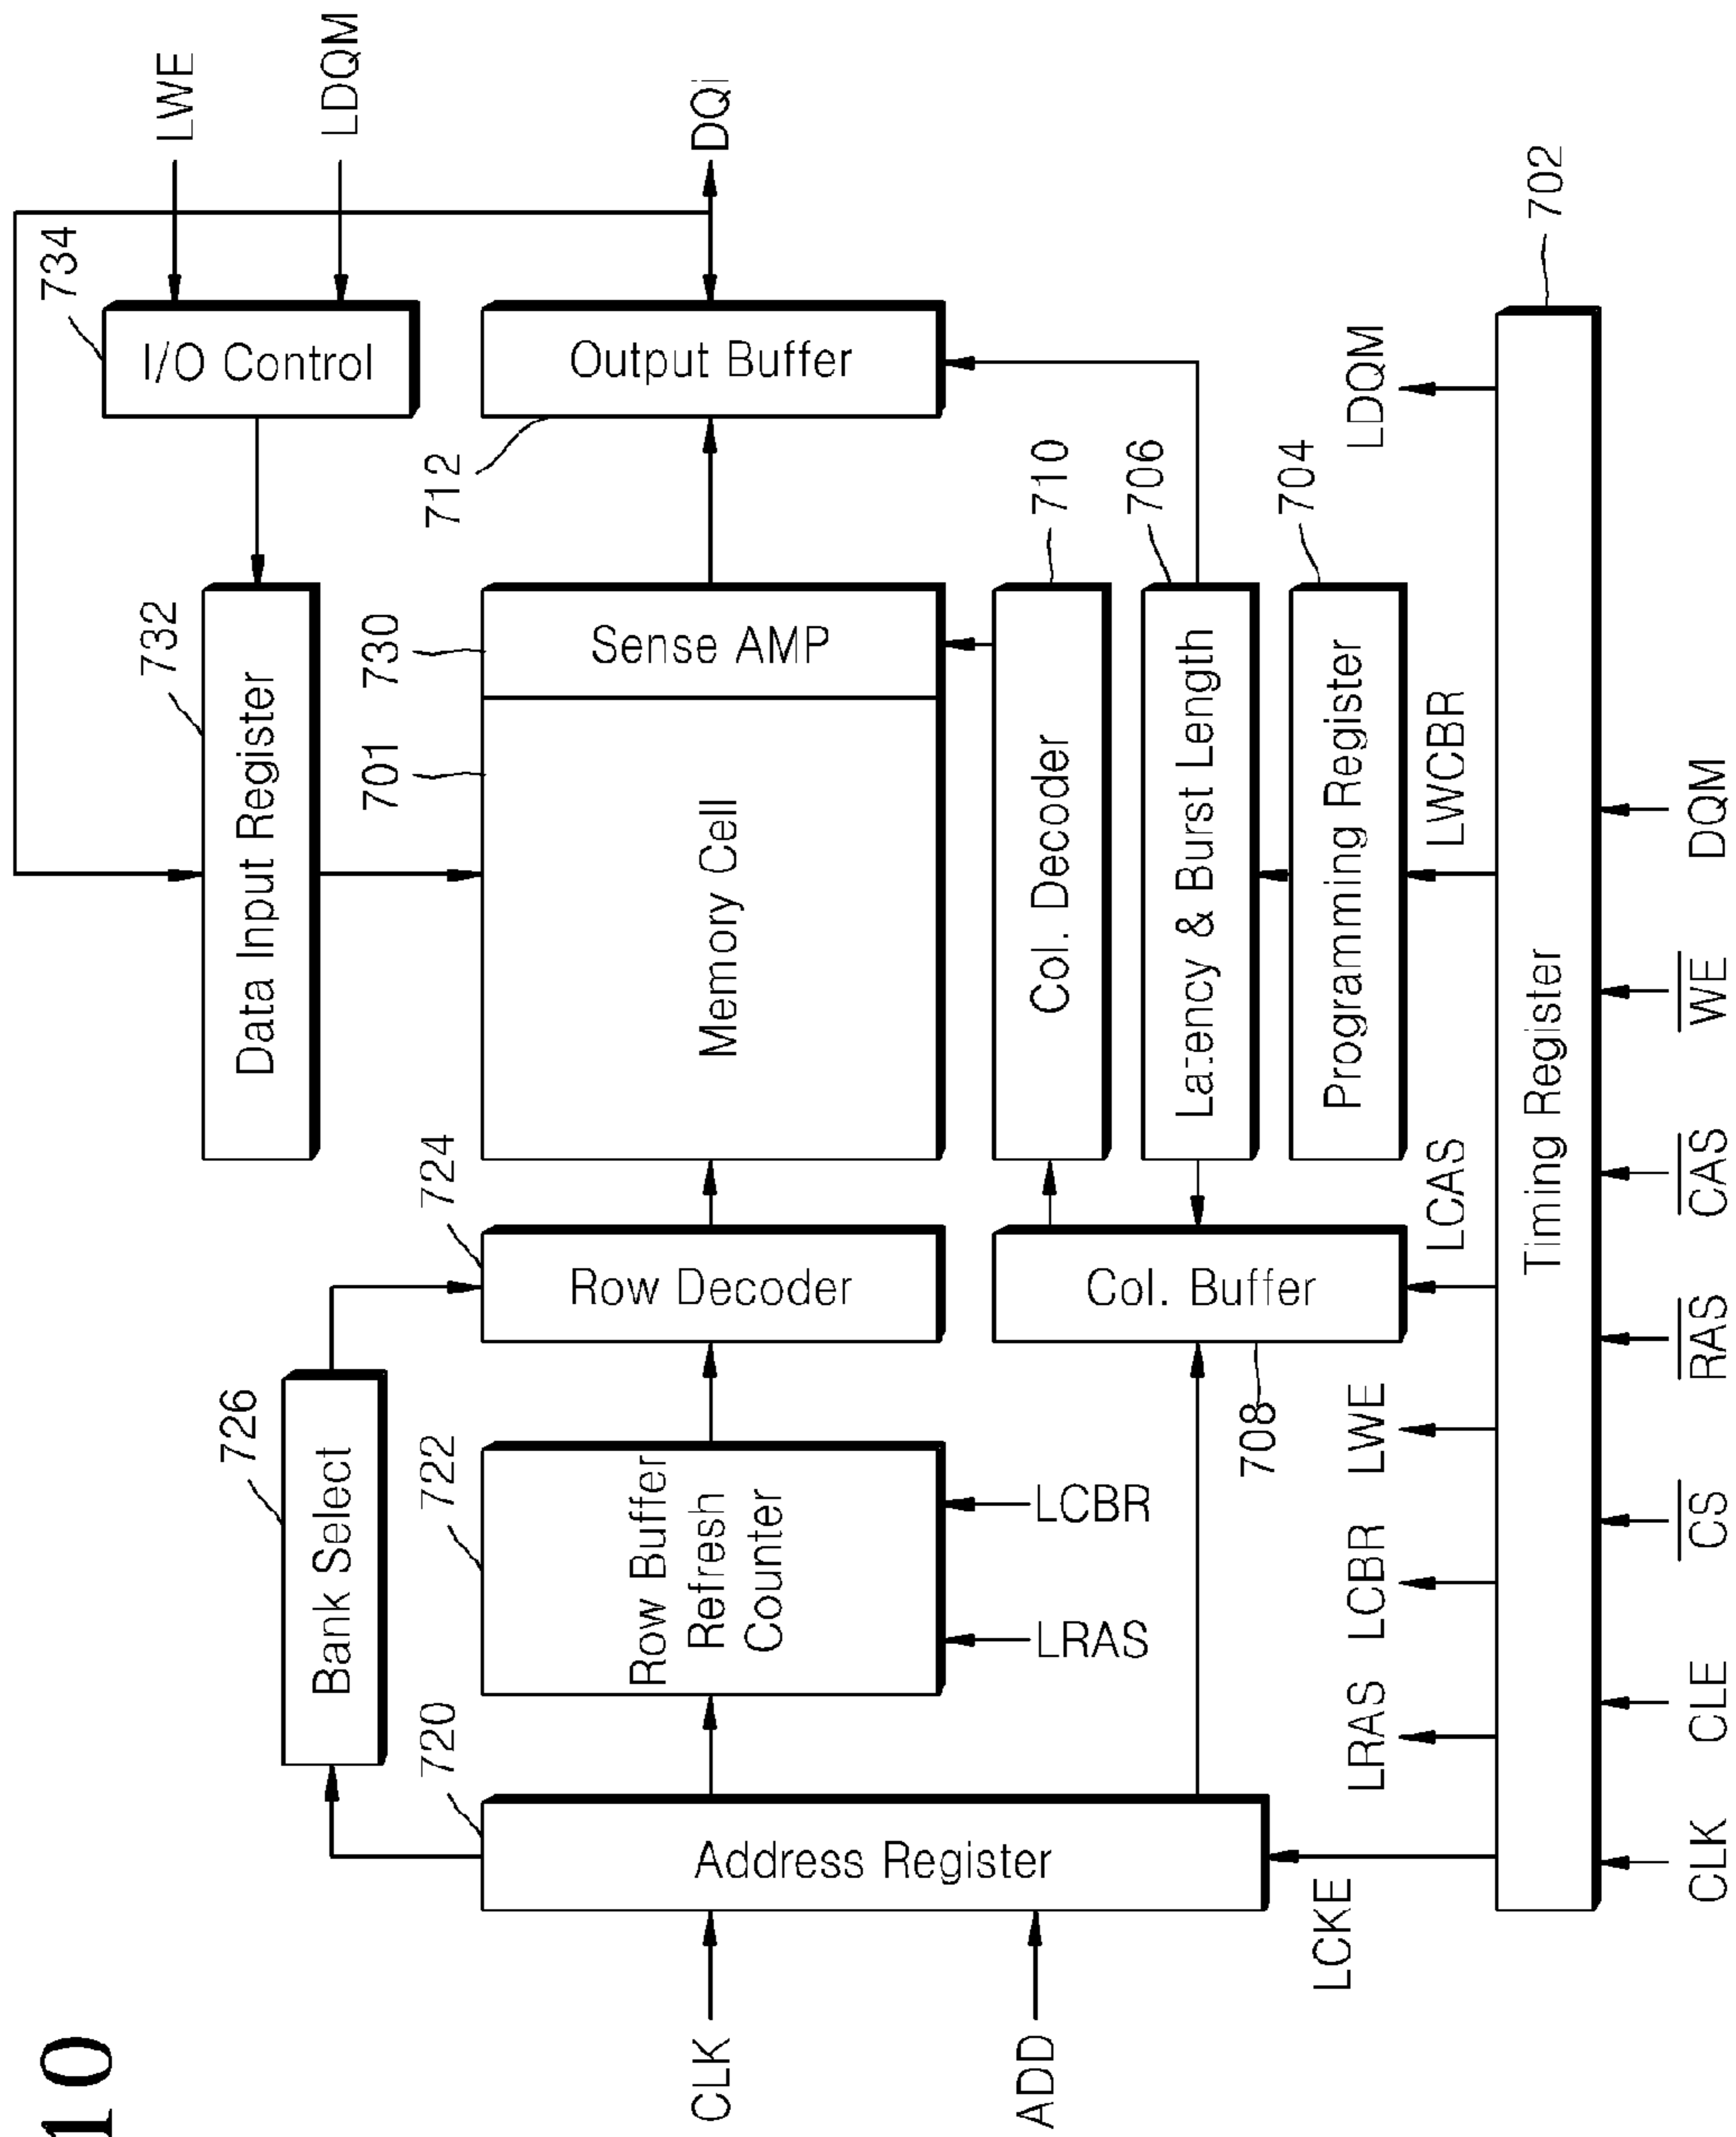 10
LWE
734
I/O Control
LDQM
732
Data Input Register
726
Bank Select
720
722
724
701
730
712
CLK
Address Register
Row Buffer
Refresh
Counter
Row Decoder
Memory Cell
Sense AMP
Output Buffer
DQi
LRAS
LCBR
ADD
Col. Buffer
708
Col. Decoder
710
Latency & Burst Length
706
Programming Register
704
LCKE
LRAS
LCBR
LWE
LCAS
LWCBR
LDQM
Timing Register
702
CLK
CLE
CS
RAS
CAS
WE
DQM